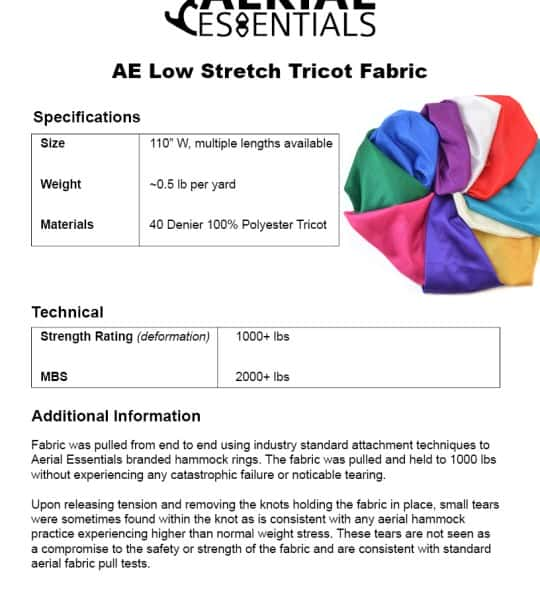 AERIAL
ESSENTIALS
AE Low Stretch Tricot Fabric
Specifications
Size 110" W, multiple lengths available
Weight ~0.5 lb per yard
Materials 40 Denier 100% Polyester Tricot
Technical
Strength Rating (deformation) 1000+ lbs
MBS 2000+ lbs
Additional Information
Fabric was pulled from end to end using industry standard attachment techniques to
Aerial Essentials branded hammock rings. The fabric was pulled and held to 1000 lbs
without experiencing any catastrophic failure or noticable tearing.
Upon releasing tension and removing the knots holding the fabric in place, small tears
were sometimes found within the knot as is consistent with any aerial hammock
practice experiencing higher than normal weight stress. These tears are not seen as
a compromise to the safety or strength of the fabric and are consistent with standard
aerial fabric pull tests.